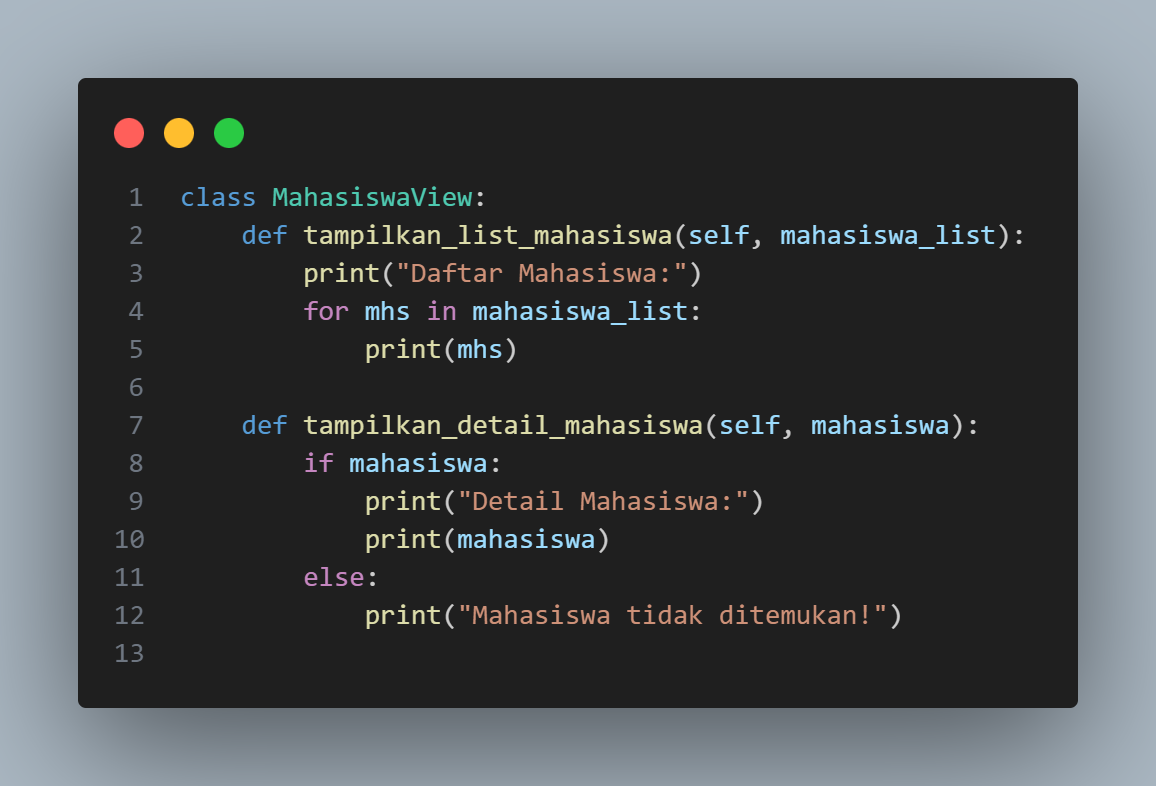 1 class MahasiswaView:
2     def tampilkan_list_mahasiswa(self, mahasiswa_list):
3         print("Daftar Mahasiswa:")
4         for mhs in mahasiswa_list:
5             print(mhs)
6
7     def tampilkan_detail_mahasiswa(self, mahasiswa):
8         if mahasiswa:
9             print("Detail Mahasiswa:")
10             print(mahasiswa)
11         else:
12             print("Mahasiswa tidak ditemukan!")
13